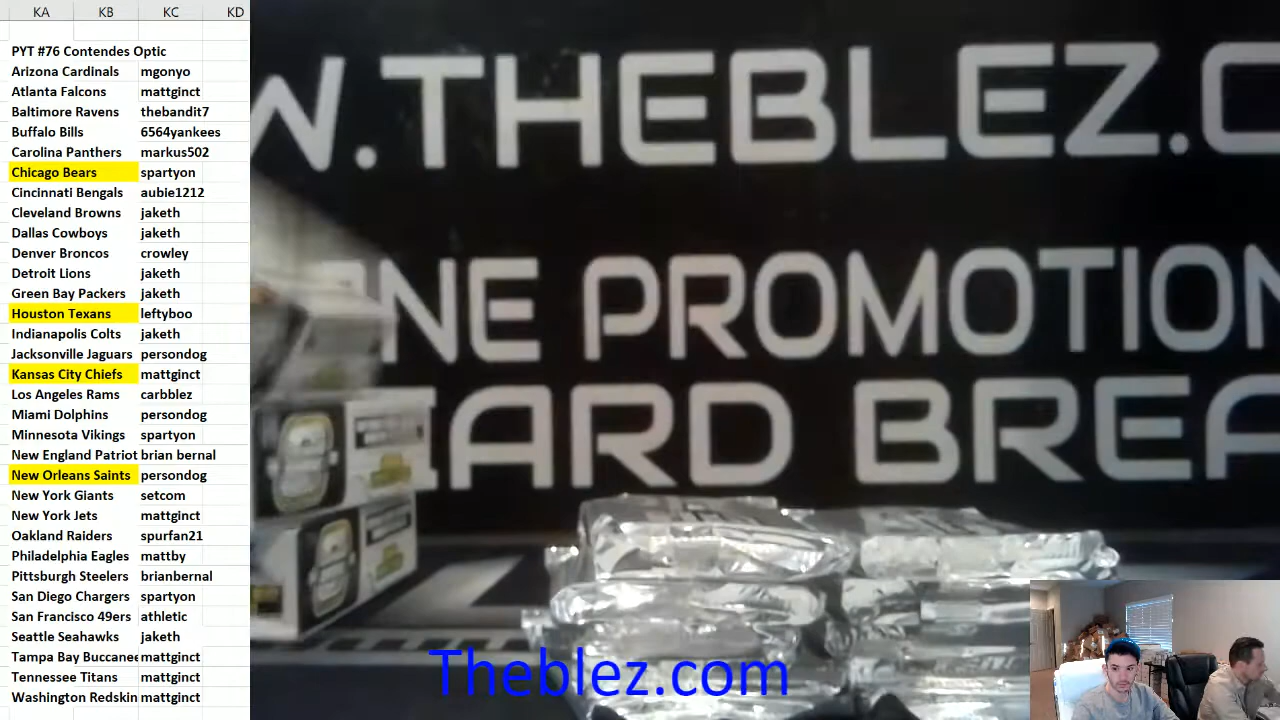 KA KB KC KD
PYT #76 Contendes Optic
Arizona Cardinals mgonyo
Atlanta Falcons mattginct
Baltimore Ravens thebandit7
Buffalo Bills 6564yankees
Carolina Panthers markus502
Chicago Bears spartyon
Cincinnati Bengals aubie1212
Cleveland Browns jaketh
Dallas Cowboys jaketh
Denver Broncos crowley
Detroit Lions jaketh
Green Bay Packers jaketh
Houston Texans leftyboo
Indianapolis Colts jaketh
Jacksonville Jaguars persondog
Kansas City Chiefs mattginct
Los Angeles Rams carbblez
Miami Dolphins persondog
Minnesota Vikings spartyon
New England Patriot brian bernal
New Orleans Saints persondog
New York Giants setcom
New York Jets mattginct
Oakland Raiders spurfan21
Philadelphia Eagles mattby
Pittsburgh Steelers brianbernal
San Diego Chargers spartyon
San Francisco 49ers athletic
Seattle Seahawks jaketh
Tampa Bay Buccanee mattginct
Tennessee Titans mattginct
Washington Redskin mattginct
W.THEBLEZ.C
NE PROMOTION
CARD BREA
Theblez.com